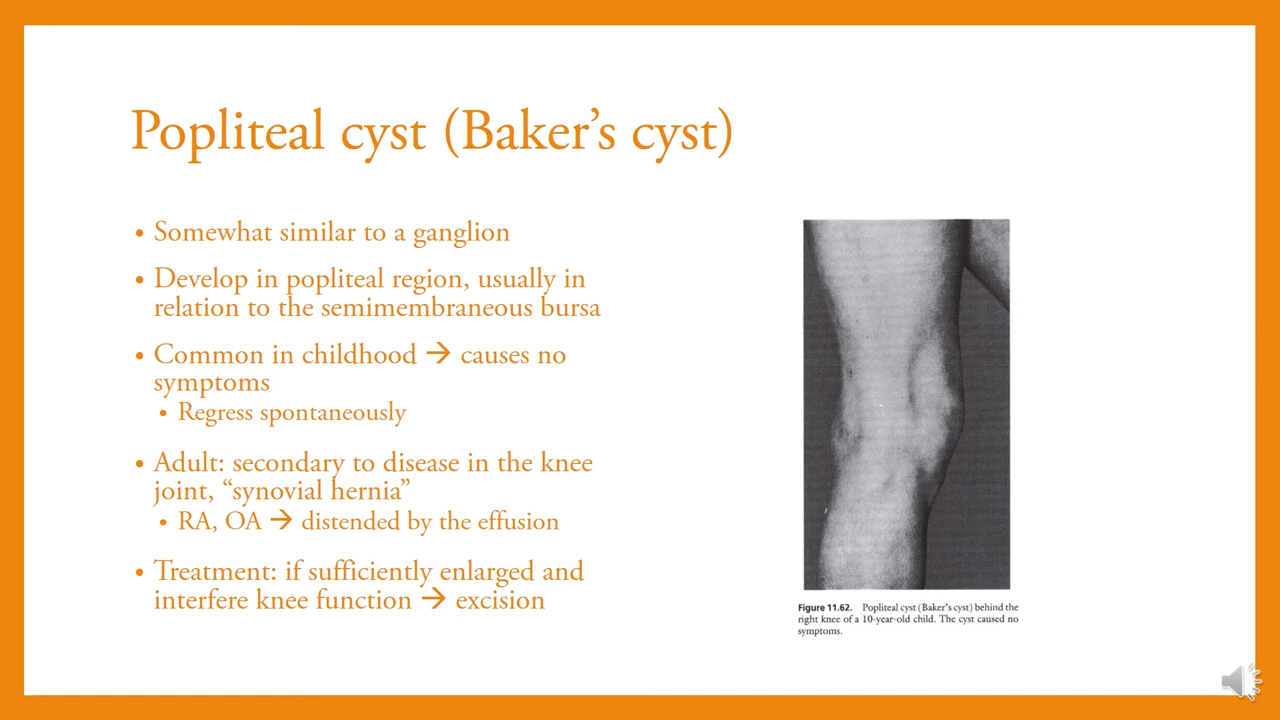 Popliteal cyst (Baker’s cyst)
• Somewhat similar to a ganglion
• Develop in popliteal region, usually in
relation to the semimembraneous bursa
• Common in childhood → causes no
symptoms
• Regress spontaneously
• Adult: secondary to disease in the knee
joint, “synovial hernia”
• RA, OA → distended by the effusion
• Treatment: if sufficiently enlarged and
interfere knee function → excision
Figure 11.62. Popliteal cyst (Baker's cyst) behind the
right knee of a 10-year-old child. The cyst caused no
symptoms.